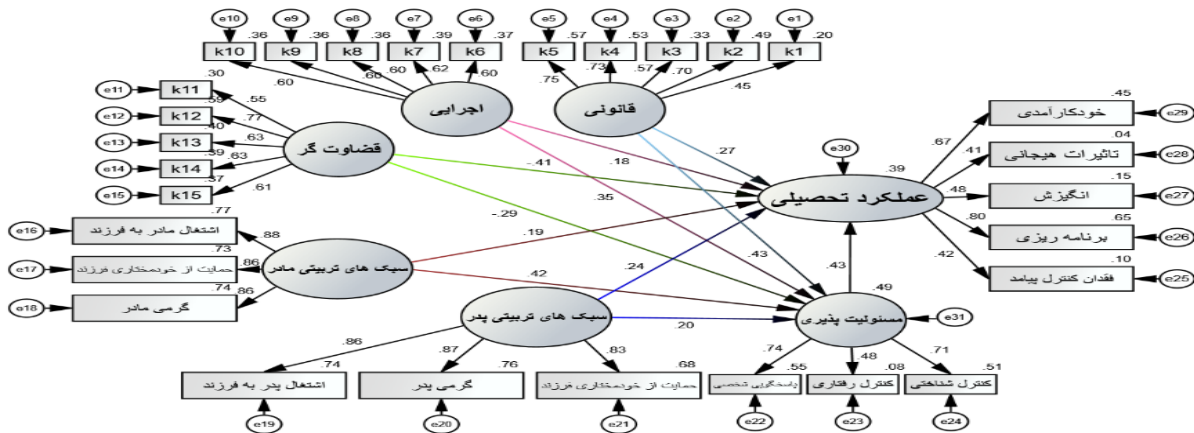 e10 e9 e8 e7 e6 e5 e4 e3 e2 e1
.36 .36 .36 .39 .37 .57 .53 .33 .49 .20
k10 k9 k8 k7 k6 k5 k4 k3 k2 k1
.60 .60 .60 .62 .60 .75 .73 .57 .70 .45
اجرایی
قانونی
.30
e11 k11 .55
.59
e12 k12 .77
.40
e13 k13 .63
.39
e14 k14 .63
.37
e15 k15 .61
قضاوت گر
-.41
.18
.27
-.29
.35
e30
.39
عملکرد تحصیلی
.45
.67 خودکارآمدی e29
.04
.41 تاثیرات هیجانی e28
.15
.48 انگیزش e27
.65
.80 برنامه ریزی e26
.10
.42 فقدان کنترل پیامد e25
.77
e16 اشتغال مادر به فرزند .88
.73
e17 حمایت از خودمختاری فرزند .86
.74
e18 گرمی مادر .86
سبک های تربیتی مادر
.19
.42
.24
.43
.43
.49
سبک های تربیتی پدر
.20
مسئولیت پذیری
e31
.86 .87 .83
.74 .76 .68
اشتغال پدر به فرزند
گرمی پدر
حمایت از خودمختاری فرزند
e19 e20 e21
.74 .48 .71
.55 .08 .51
پاسخگویی شخصی
کنترل رفتاری
کنترل شناختی
e22 e23 e24